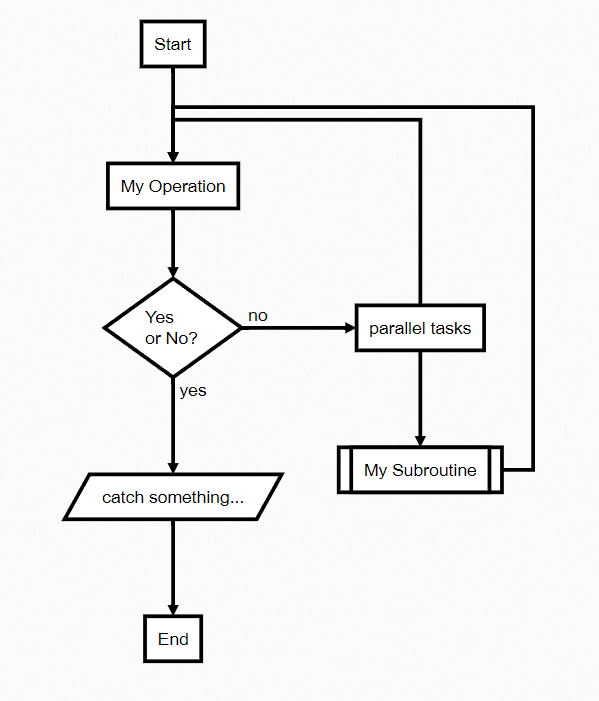 Start
My Operation
Yes
or No?
no
parallel tasks
yes
My Subroutine
catch something...
End